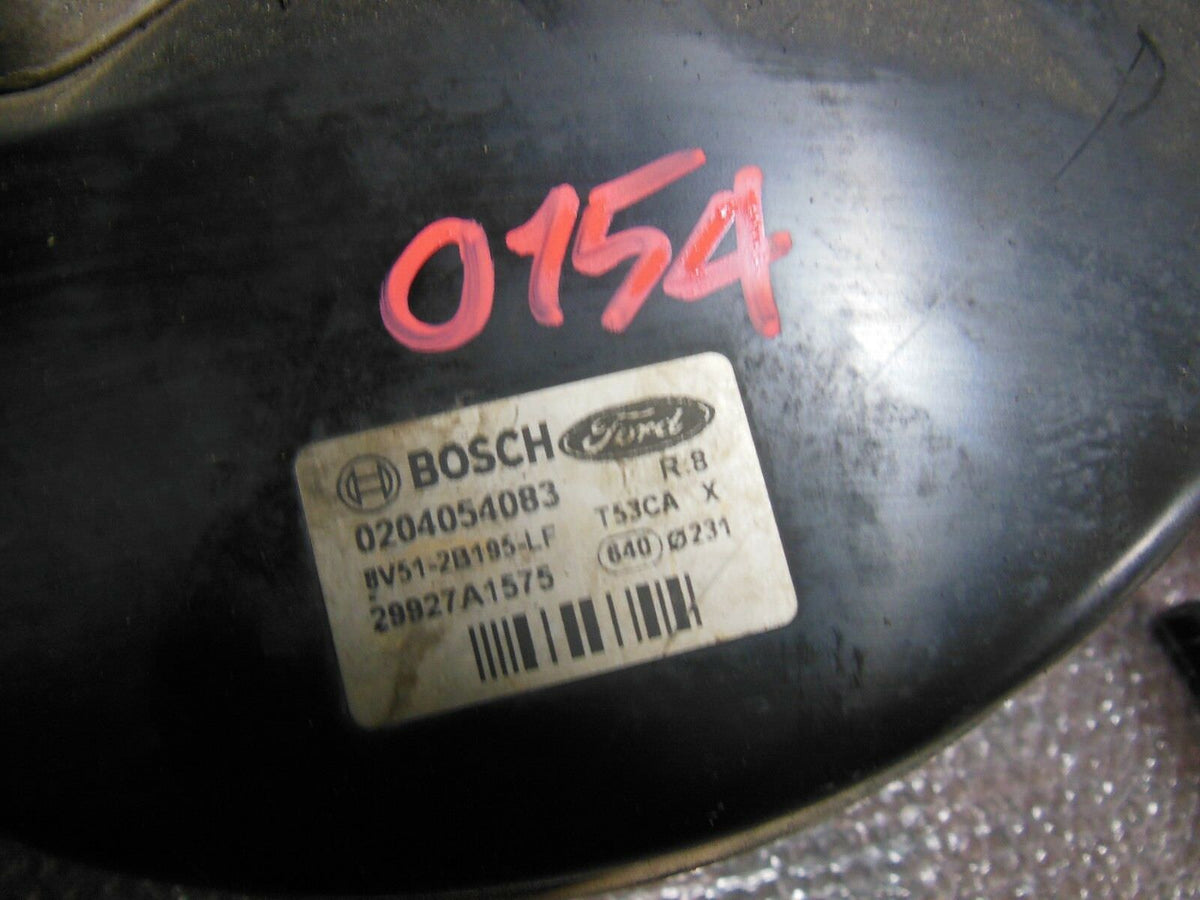 0154
BOSCH Ford
R.8
0204054083 T53CA X
8V51-2B195-LF 640 Ø231
29927A1575